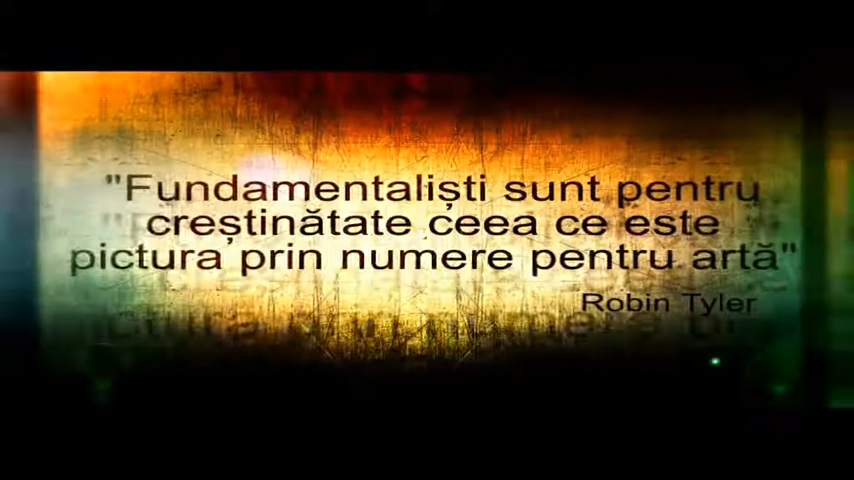 "Fundamentaliști sunt pentru
creștinătate ceea ce este
pictura prin numere pentru artă"
Robin Tyler